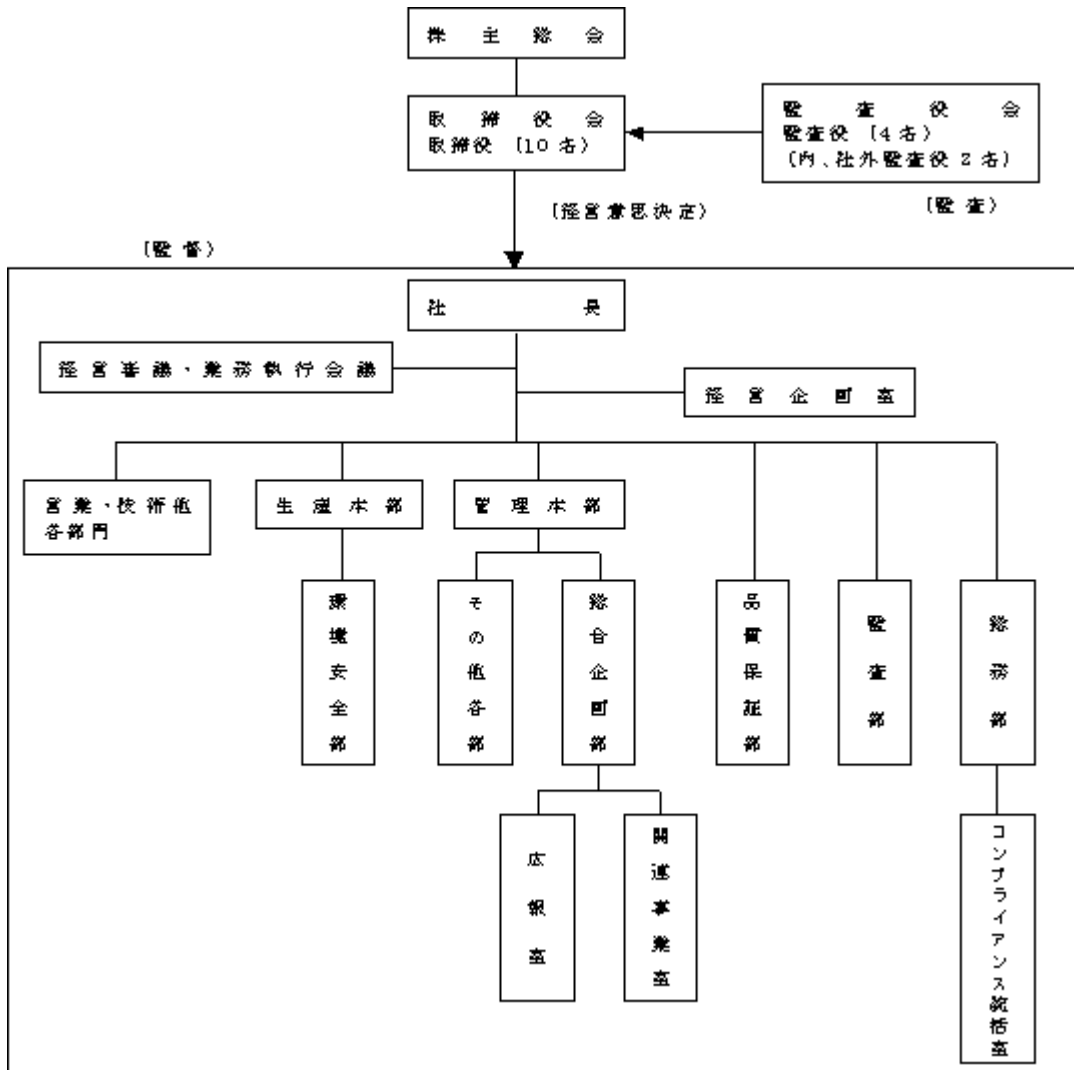 株主総会
取締役会
取締役（10名）
監査役会
監査役（4名）
（内、社外監査役2名）
（経営意思決定）
（監査）
（監督）
社長
経営審議・業務執行会議
経営企画室
営業・技術他
各部門
生産本部
管理本部
環境安全部
その他各部
総合企画部
品質保証部
監査部
総務部
広報室
関連事業室
コンプライアンス統括室